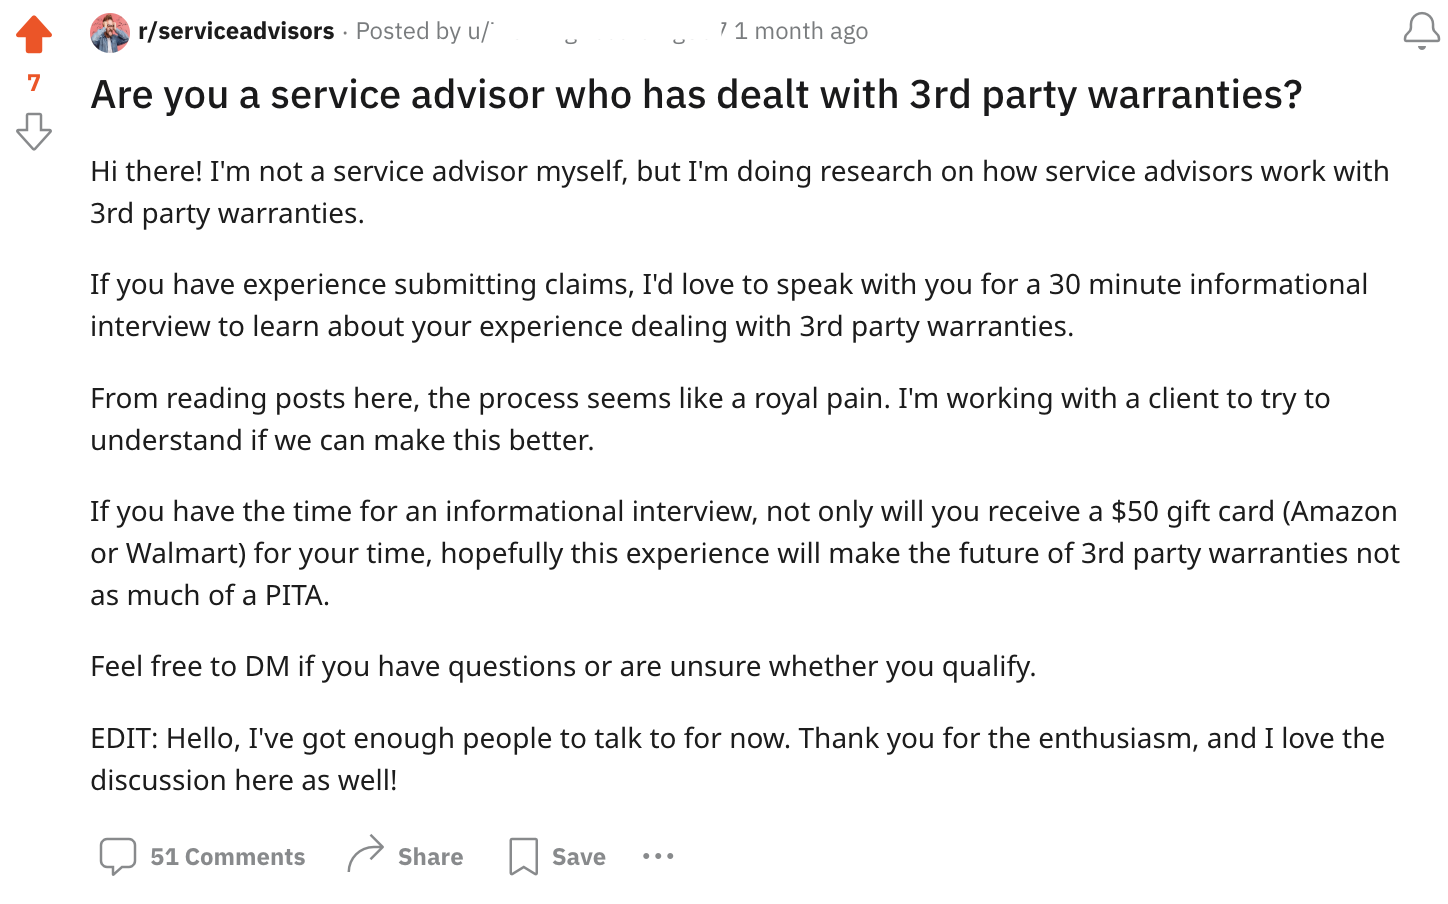 r/serviceadvisors · Posted by u/ 1 month ago
7
Are you a service advisor who has dealt with 3rd party warranties?
Hi there! I'm not a service advisor myself, but I'm doing research on how service advisors work with
3rd party warranties.
If you have experience submitting claims, I'd love to speak with you for a 30 minute informational
interview to learn about your experience dealing with 3rd party warranties.
From reading posts here, the process seems like a royal pain. I'm working with a client to try to
understand if we can make this better.
If you have the time for an informational interview, not only will you receive a $50 gift card (Amazon
or Walmart) for your time, hopefully this experience will make the future of 3rd party warranties not
as much of a PITA.
Feel free to DM if you have questions or are unsure whether you qualify.
EDIT: Hello, I've got enough people to talk to for now. Thank you for the enthusiasm, and I love the
discussion here as well!
51 Comments Share Save ···